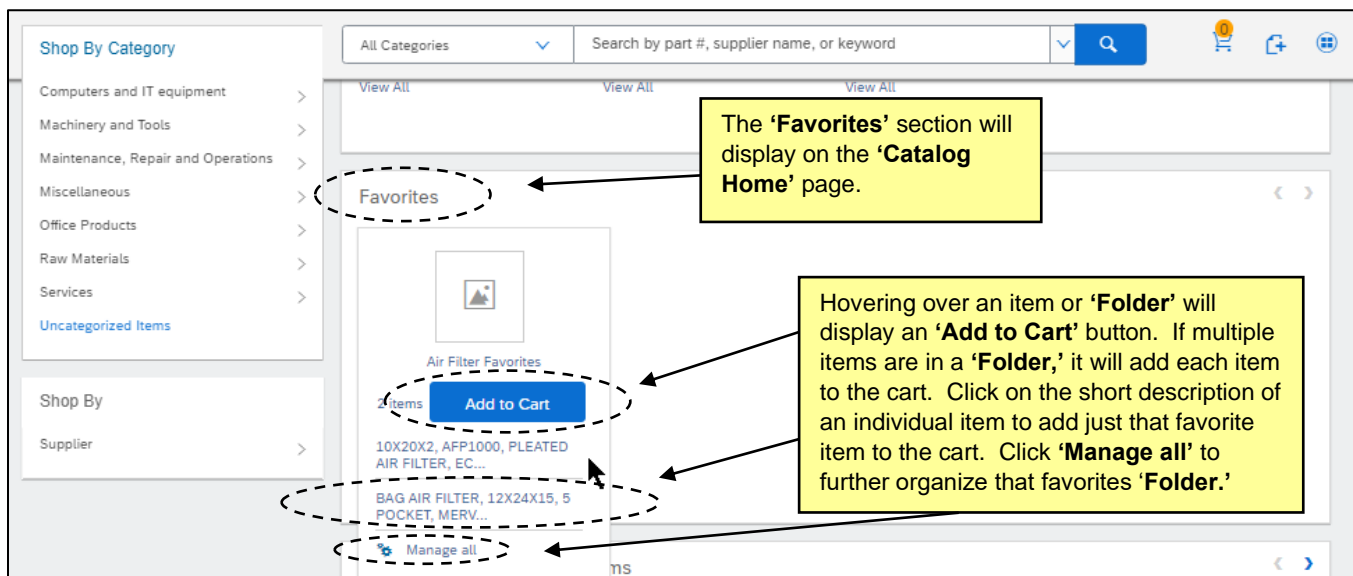 Shop By Category
All Categories
Search by part #, supplier name, or keyword
0
Computers and IT equipment
Machinery and Tools
Maintenance, Repair and Operations
Miscellaneous
Office Products
Raw Materials
Services
Uncategorized Items
Shop By
Supplier
View All
View All
View All
The ‘Favorites’ section will
display on the ‘Catalog
Home’ page.
Favorites
Air Filter Favorites
2 items
Add to Cart
10X20X2, AFP1000, PLEATED
AIR FILTER, EC...
BAG AIR FILTER, 12X24X15, 5
POCKET, MERV...
Manage all
Hovering over an item or ‘Folder’ will
display an ‘Add to Cart’ button. If multiple
items are in a ‘Folder,’ it will add each item
to the cart. Click on the short description of
an individual item to add just that favorite
item to the cart. Click ‘Manage all’ to
further organize that favorites ‘Folder.’